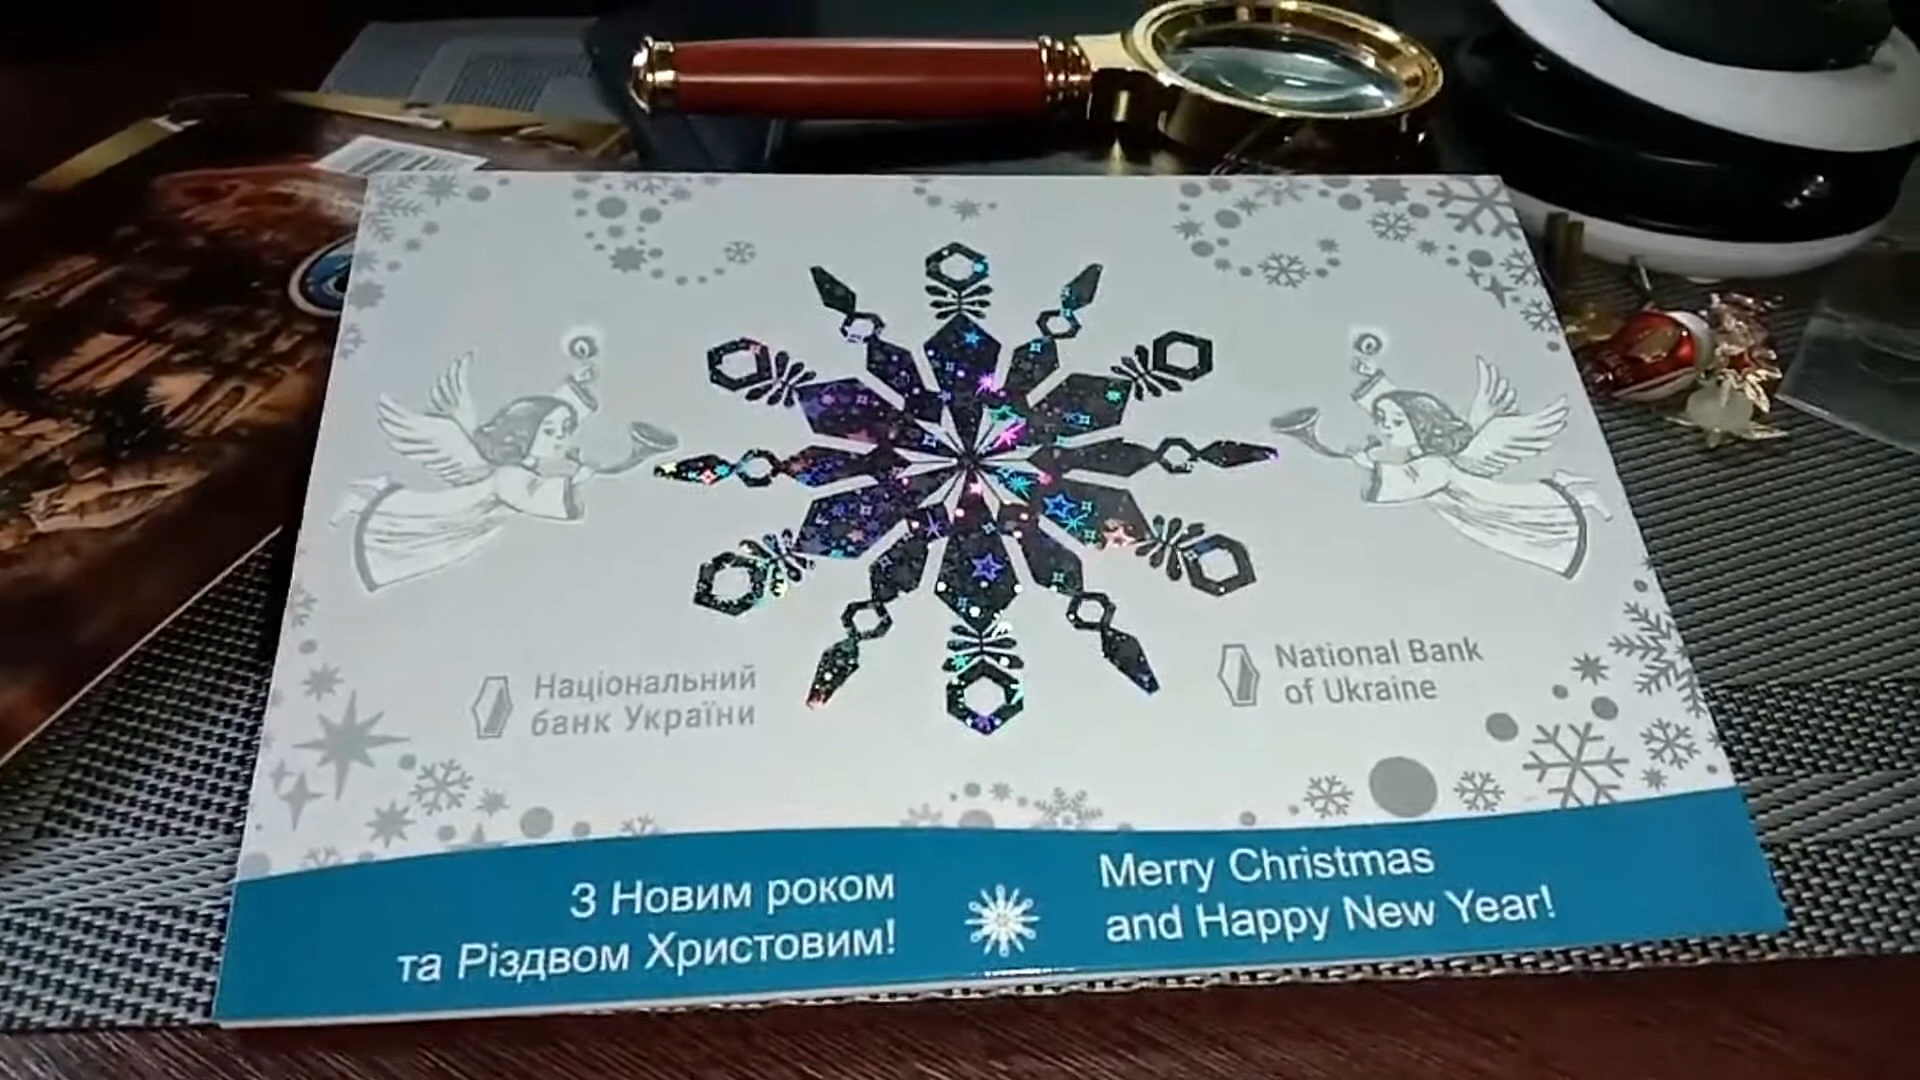 Національний
банк України
National Bank
of Ukraine
З Новим роком
та Різдвом Христовим!
Merry Christmas
and Happy New Year!